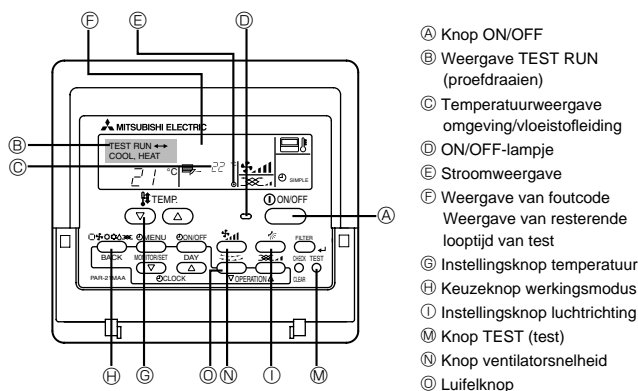 Ⓕ Ⓔ Ⓓ
MITSUBISHI ELECTRIC
Ⓑ TEST RUN
COOL, HEAT
Ⓒ 21 °C 22 °C
SIMPLE
TEMP. ON/OFF
Ⓐ
MENU ON/OFF FILTER
BACK MONITOR/SET DAY CHECK TEST
PAR-21MAA CLOCK OPERATION CLEAR
Ⓗ Ⓖ Ⓞ Ⓝ Ⓘ Ⓜ
Ⓐ Knop ON/OFF
Ⓑ Weergave TEST RUN
(proefdraaien)
Ⓒ Temperatuurweergave
omgeving/vloeistofleiding
Ⓓ ON/OFF-lampje
Ⓔ Stroomweergave
Ⓕ Weergave van foutcode
Weergave van resterende
looptijd van test
Ⓖ Instellingsknop temperatuur
Ⓗ Keuzeknop werkingsmodus
Ⓘ Instellingsknop luchtrichting
Ⓜ Knop TEST (test)
Ⓝ Knop ventilatorsnelheid
Ⓞ Luifelknop